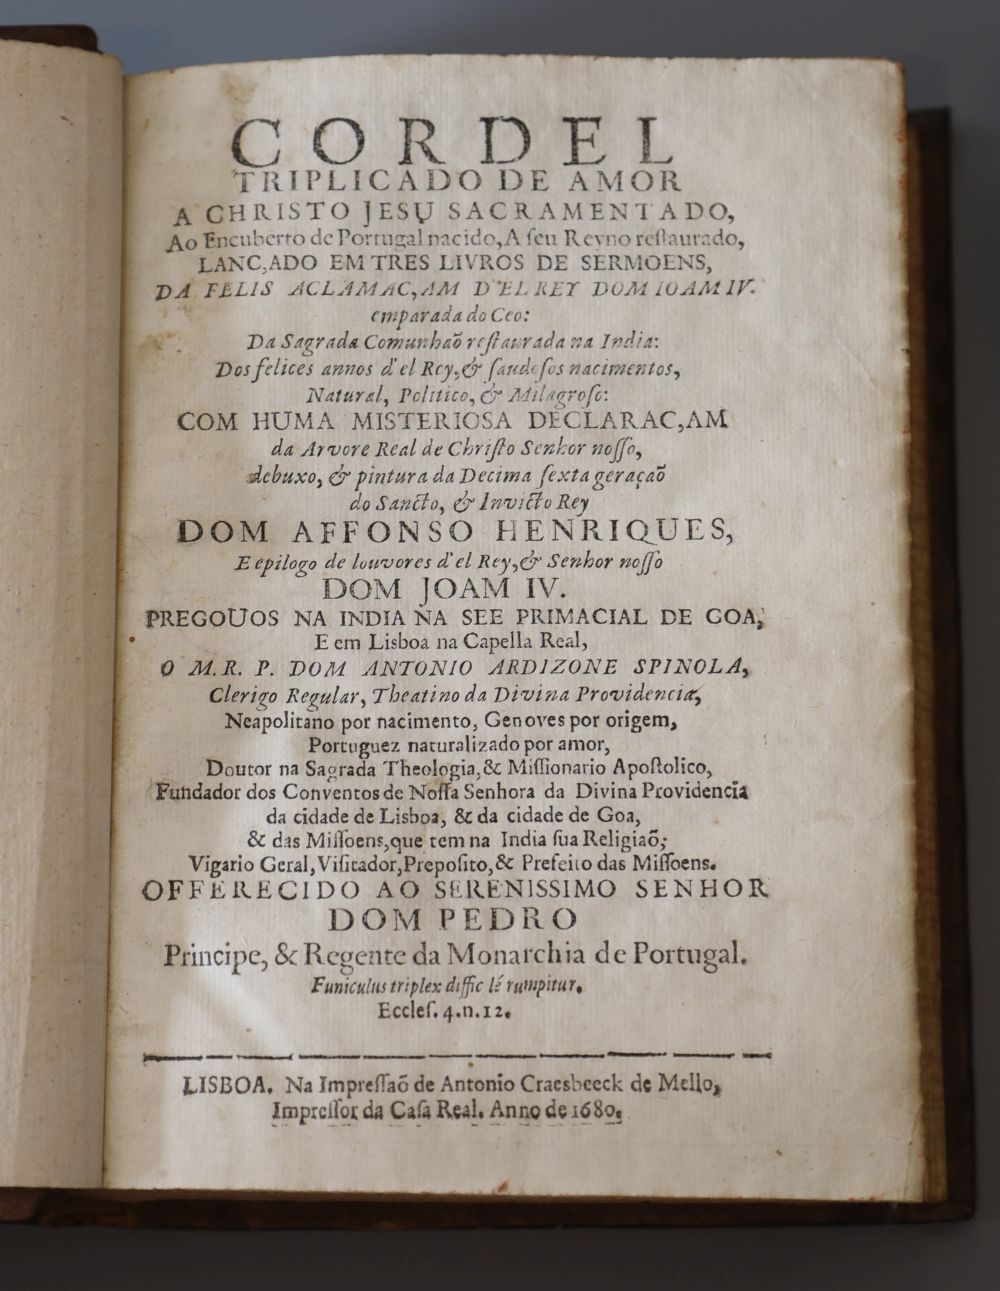 CORDEL
TRIPLICADO DE AMOR
A CHRISTO JESU SACRAMENTADO,
Ao Encuberto de Portugal nacido, A seu Reyno restaurado,
LANC,ADO EM TRES LIVROS DE SERMOENS,
DA FELIS ACLAMAC,AM D'EL REY DOM IOAM IV.
emparada do Ceo:
Da Sagrada Comunhaõ restaurada na India:
Dos felices annos d'el Rey, & saudosos nacimentos,
Natural, Politico, & Milagroso:
COM HUMA MISTERIOSA DECLARAC,AM
da Arvore Real de Christo Senhor nosso,
debuxo, & pintura da Decima sexta geraçaõ
do Sancto, & Invicto Rey
DOM AFFONSO HENRIQUES,
E epilogo de louvores d'el Rey, & Senhor nosso
DOM JOAM IV.
PREGOUOS NA INDIA NA SEE PRIMACIAL DE GOA,
E em Lisboa na Capella Real,
O M. R. P. DOM ANTONIO ARDIZONE SPINOLA,
Clerigo Regular, Theatino da Divina Providencia,
Neapolitano por nacimento, Genoves por origem,
Portuguez naturalizado por amor,
Doutor na Sagrada Theologia, & Missionario Apostolico,
Fundador dos Conventos de Nossa Senhora da Divina Providencia
da cidade de Lisboa, & da cidade de Goa,
& das Missoens, que tem na India sua Religiaõ,
Vigario Geral, Visitador, Preposito, & Prefeito das Missoens.
OFFERECIDO AO SERENISSIMO SENHOR
DOM PEDRO
Principe, & Regente da Monarchia de Portugal.
Funiculus triplex diffic lé rumpitur.
Eccles. 4. n. 12.
LISBOA. Na Impressaõ de Antonio Craesbeeck de Mello,
Impressor da Casa Real. Anno de 1680.